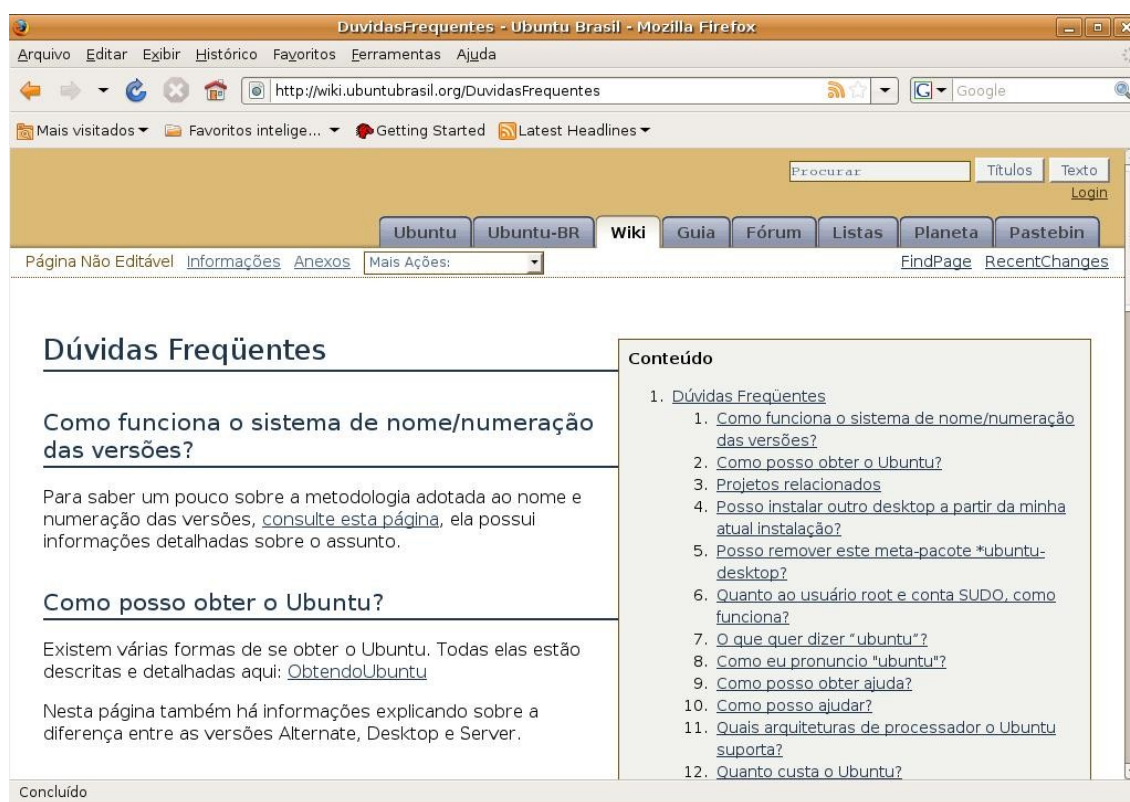 DuvidasFrequentes - Ubuntu Brasil - Mozilla Firefox
Arquivo Editar Exibir Histórico Favoritos Ferramentas Ajuda
http://wiki.ubuntubrasil.org/DuvidasFrequentes
G Google
Mais visitados Favoritos intelige... Getting Started Latest Headlines
Procurar Títulos Texto
Login
Ubuntu Ubuntu-BR Wiki Guia Fórum Listas Planeta Pastebin
Página Não Editável Informações Anexos Mais Ações: FindPage RecentChanges
Dúvidas Freqüentes
Como funciona o sistema de nome/numeração
das versões?
Para saber um pouco sobre a metodologia adotada ao nome e
numeração das versões, consulte esta página, ela possui
informações detalhadas sobre o assunto.
Como posso obter o Ubuntu?
Existem várias formas de se obter o Ubuntu. Todas elas estão
descritas e detalhadas aqui: ObtendoUbuntu
Nesta página também há informações explicando sobre a
diferença entre as versões Alternate, Desktop e Server.
Conteúdo
1. Dúvidas Freqüentes
1. Como funciona o sistema de nome/numeração
das versões?
2. Como posso obter o Ubuntu?
3. Projetos relacionados
4. Posso instalar outro desktop a partir da minha
atual instalação?
5. Posso remover este meta-pacote *ubuntu-
desktop?
6. Quanto ao usuário root e conta SUDO, como
funciona?
7. O que quer dizer “ubuntu”?
8. Como eu pronuncio "ubuntu"?
9. Como posso obter ajuda?
10. Como posso ajudar?
11. Quais arquiteturas de processador o Ubuntu
suporta?
12. Quanto custa o Ubuntu?
Concluído